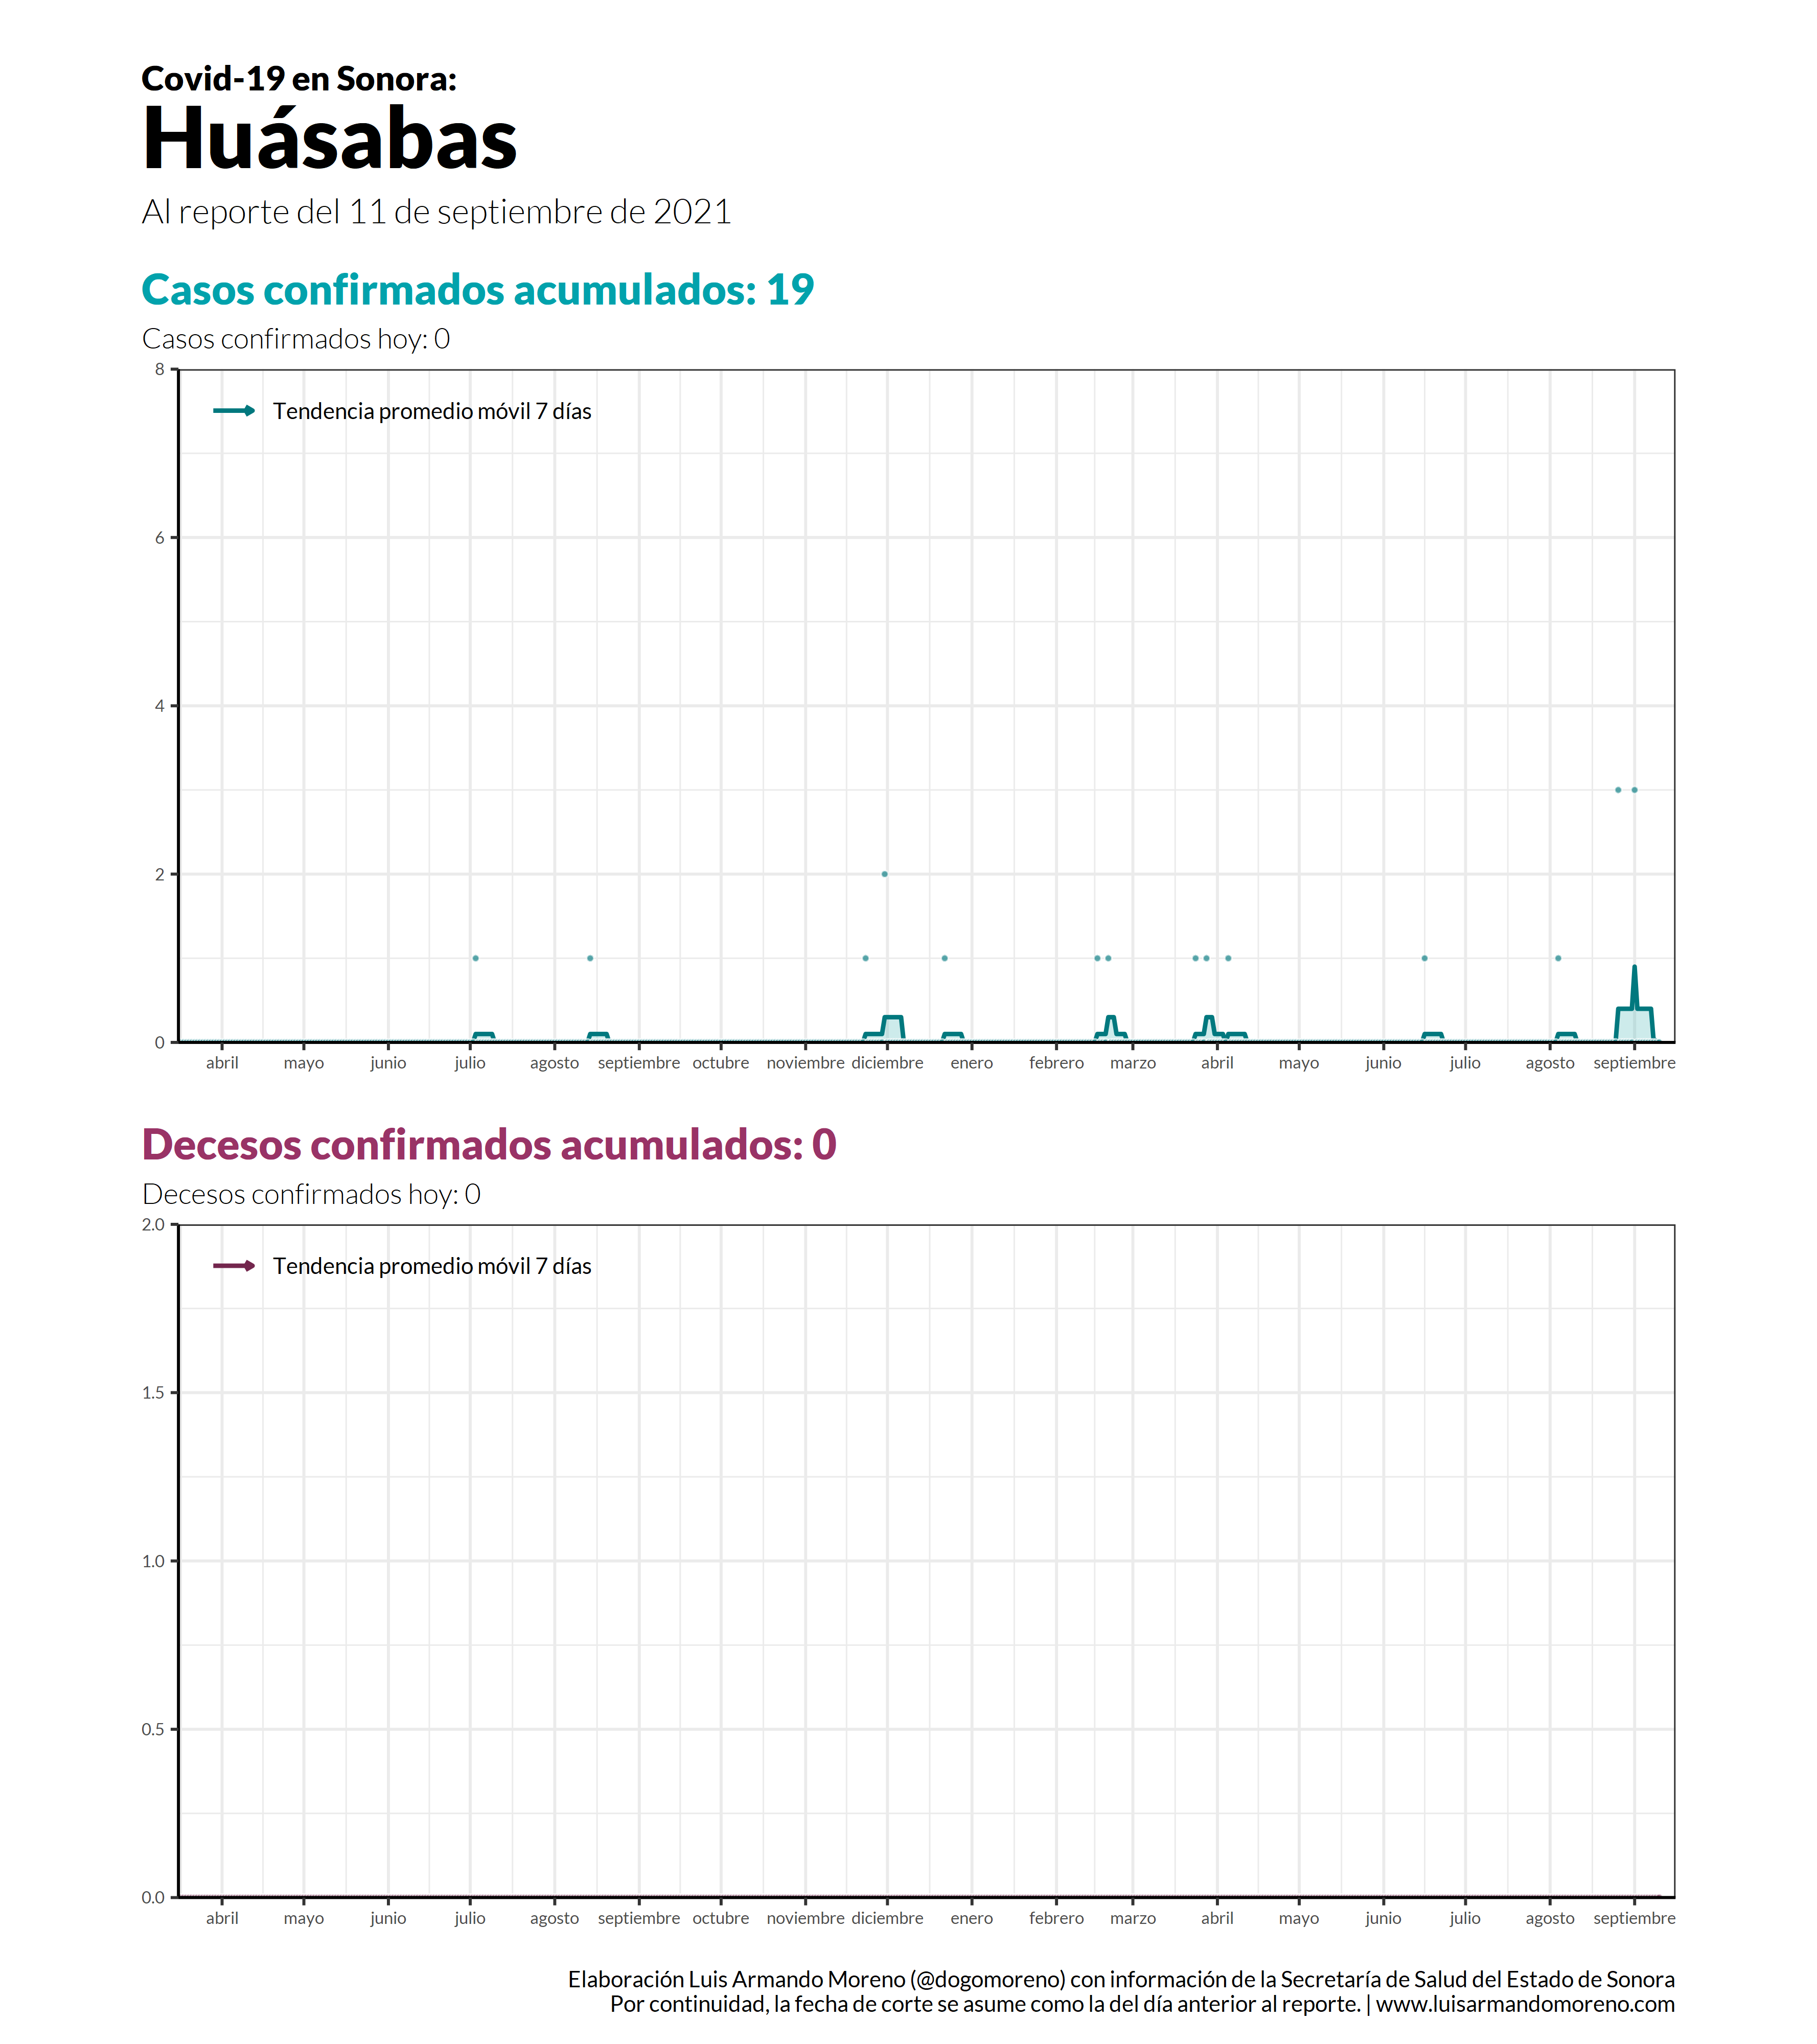 Covid-19 en Sonora:
Huásabas
Al reporte del 11 de septiembre de 2021
Casos confirmados acumulados: 19
Casos confirmados hoy: 0
8
Tendencia promedio móvil 7 días
6
4
2
0
abril mayo junio julio agosto septiembre octubre noviembre diciembre enero febrero marzo abril mayo junio julio agosto septiembre
Decesos confirmados acumulados: 0
Decesos confirmados hoy: 0
2.0
Tendencia promedio móvil 7 días
1.5
1.0
0.5
0.0
abril mayo junio julio agosto septiembre octubre noviembre diciembre enero febrero marzo abril mayo junio julio agosto septiembre
Elaboración Luis Armando Moreno (@dogomoreno) con información de la Secretaría de Salud del Estado de Sonora
Por continuidad, la fecha de corte se asume como la del día anterior al reporte. | www.luisarmandomoreno.com